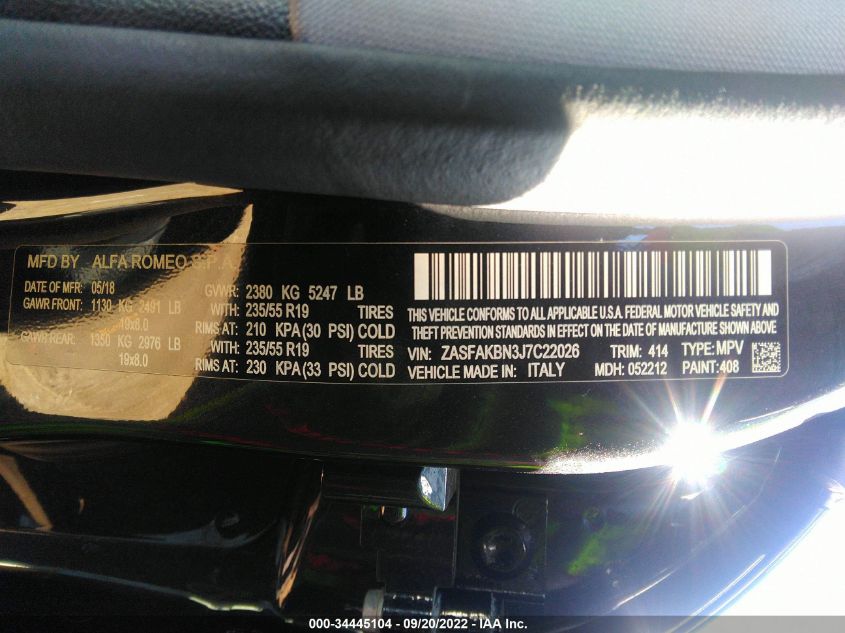 MFD BY ALFA ROMEO S.P.A.
DATE OF MFR: 05/18 GVWR: 2380 KG 5247 LB
GAWR FRONT: 1130 KG 2491 LB WITH: 235/55 R19 TIRES
19x8.0 RIMS AT: 210 KPA(30 PSI) COLD
GAWR REAR: 1350 KG 2976 LB WITH: 235/55 R19 TIRES
19x8.0 RIMS AT: 230 KPA(33 PSI) COLD
THIS VEHICLE CONFORMS TO ALL APPLICABLE U.S.A. FEDERAL MOTOR VEHICLE SAFETY AND
THEFT PREVENTION STANDARDS IN EFFECT ON THE DATE OF MANUFACTURE SHOWN ABOVE
VIN: ZASFAKBN3J7C22026 TRIM: 414 TYPE: MPV
VEHICLE MADE IN: ITALY MDH: 052212 PAINT: 408
000-34445104 - 09/20/2022 - IAA Inc.